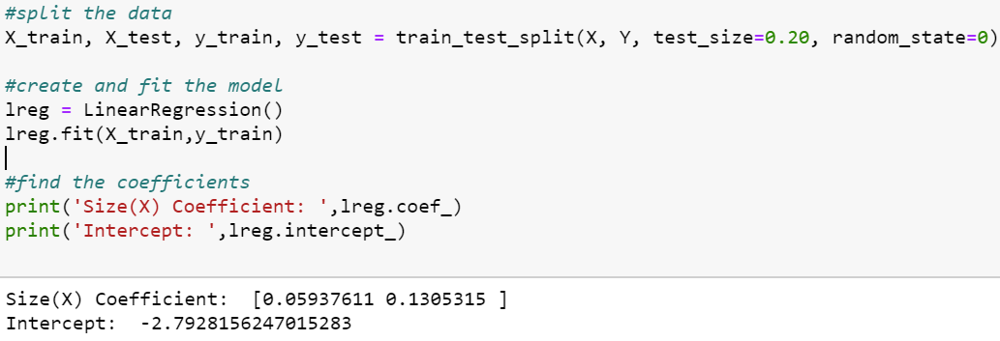 #split the data
X_train, X_test, y_train, y_test = train_test_split(X, Y, test_size=0.20, random_state=0)
#create and fit the model
lreg = LinearRegression()
lreg.fit(X_train,y_train)
#find the coefficients
print('Size(X) Coefficient: ',lreg.coef_)
print('Intercept: ',lreg.intercept_)
Size(X) Coefficient:  [0.05937611 0.1305315 ]
Intercept:  -2.7928156247015283